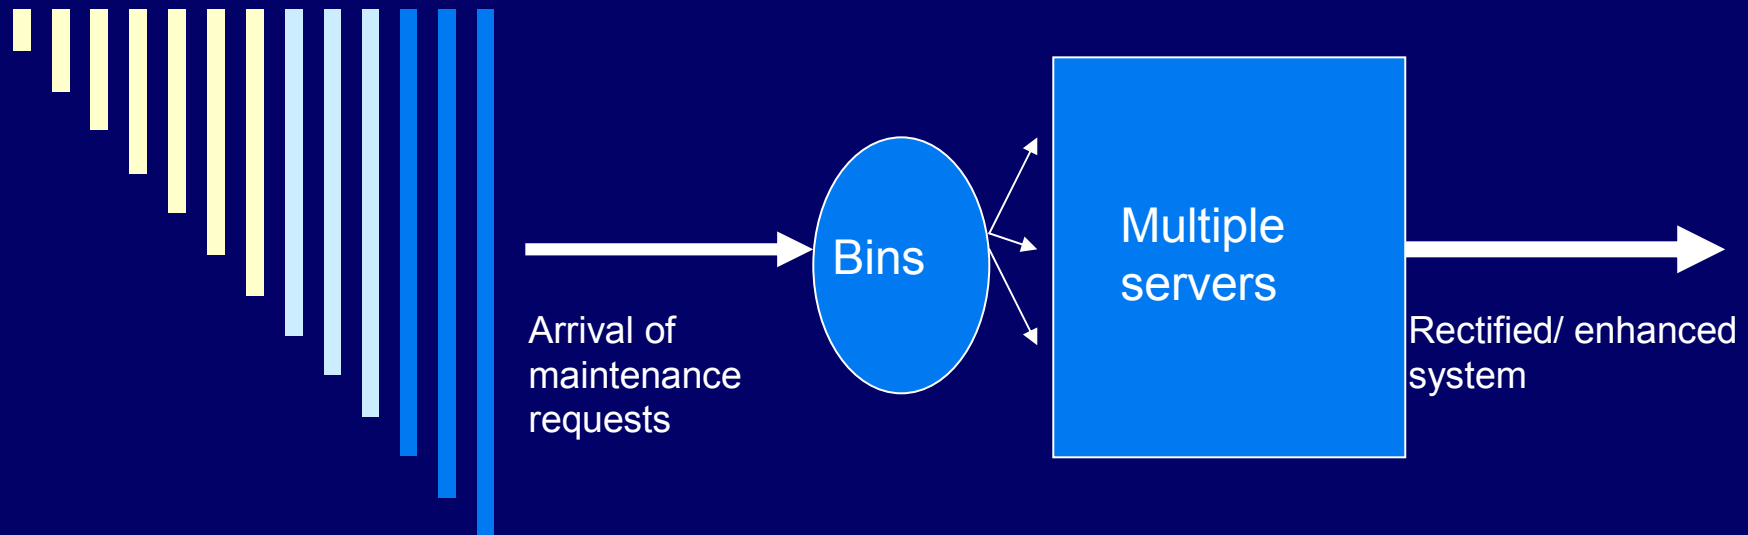 Bins
Multiple
servers
Arrival of
maintenance
requests
Rectified/ enhanced
system